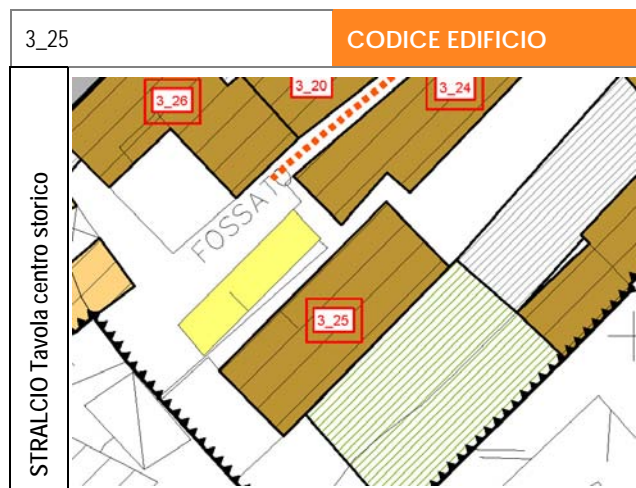 3_25
CODICE EDIFICIO
STRALCIO Tavola centro storico
3_26
3_20
3_24
FOSSATO
3_25